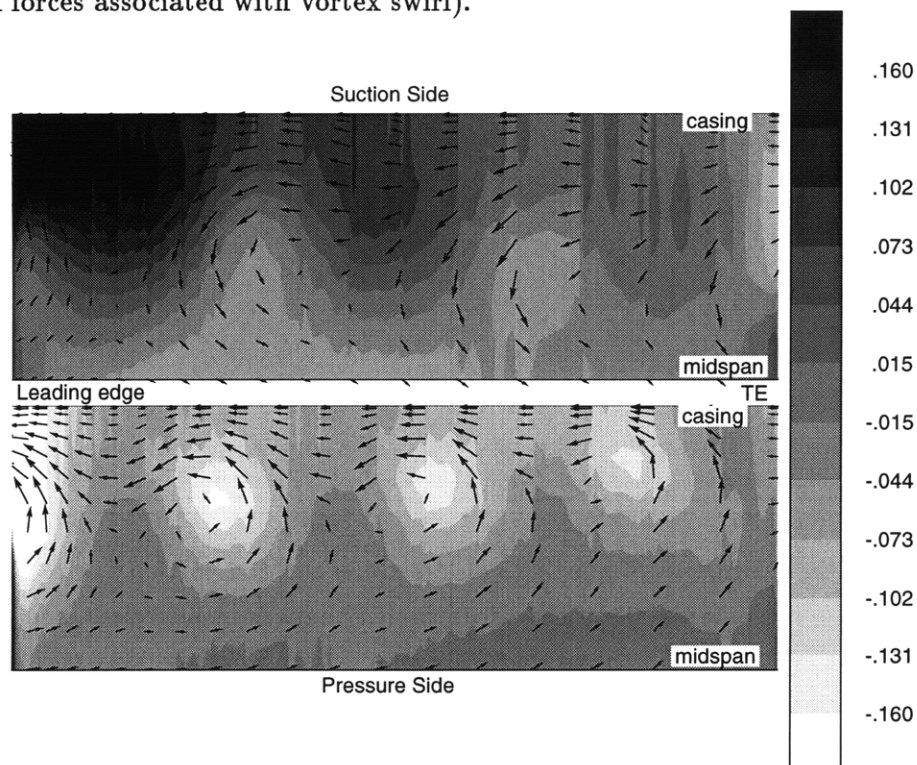 forces associated with vortex swirl).
Suction Side
casing
midspan
Leading edge
TE
casing
midspan
Pressure Side
.160
.131
.102
.073
.044
.015
-.015
-.044
-.073
-.102
-.131
-.160